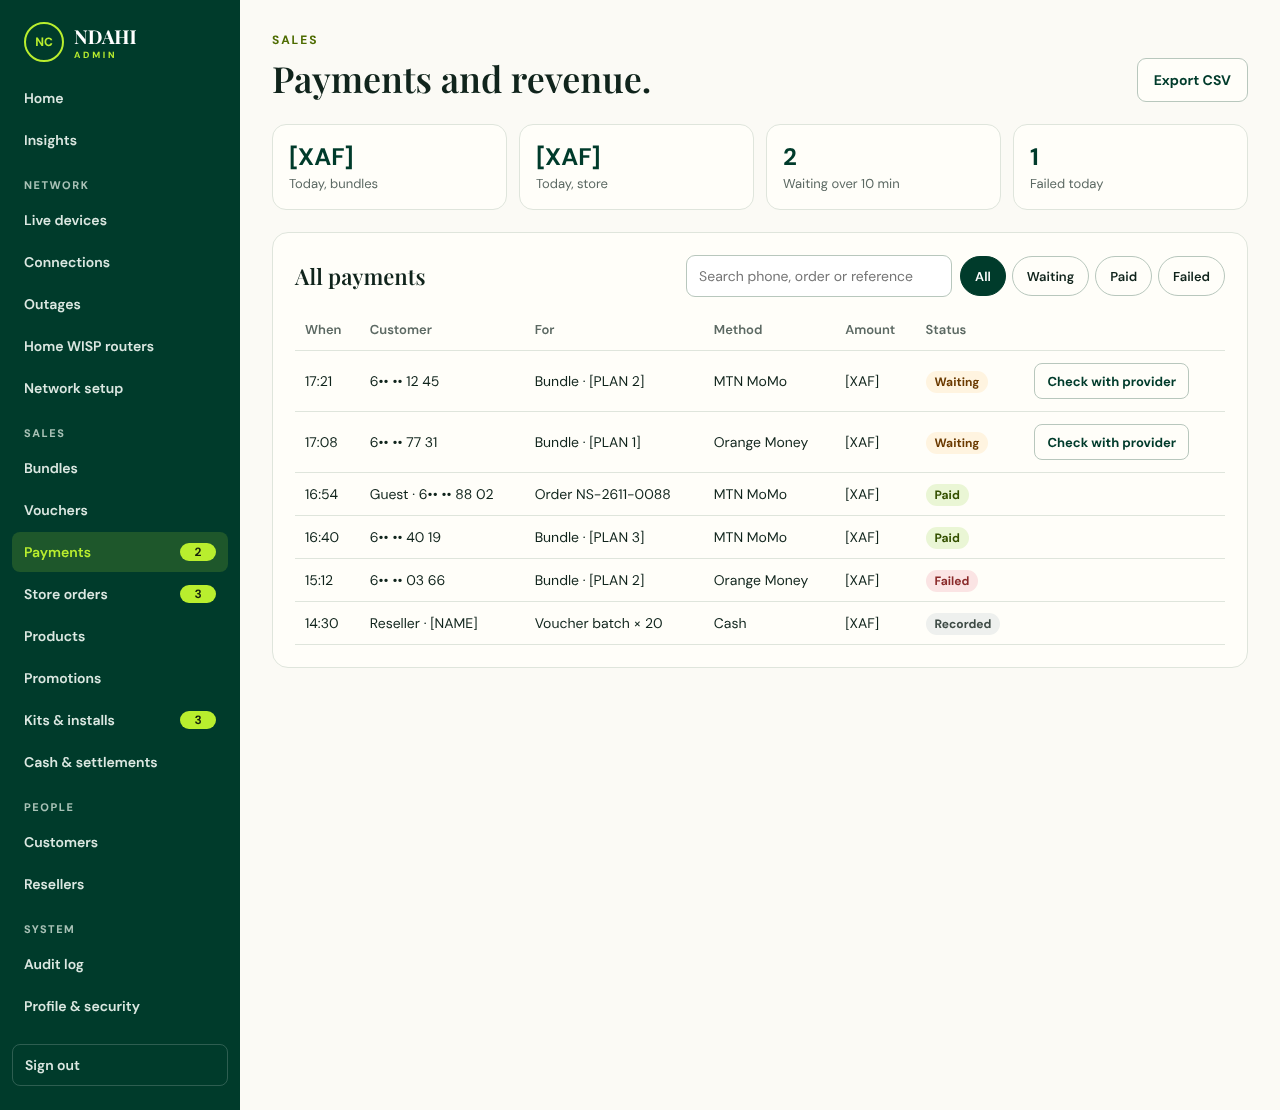 NC
NDAHI
ADMIN
Home
Insights
NETWORK
Live devices
Connections
Outages
Home WISP routers
Network setup
SALES
Bundles
Vouchers
Payments 2
Store orders 3
Products
Promotions
Kits & installs 3
Cash & settlements
PEOPLE
Customers
Resellers
SYSTEM
Audit log
Profile & security
Sign out
SALES
Payments and revenue.
Export CSV
[XAF]
Today, bundles
[XAF]
Today, store
2
Waiting over 10 min
1
Failed today
All payments
Search phone, order or reference
All Waiting Paid Failed
When Customer For Method Amount Status
17:21 6•• •• 12 45 Bundle · [PLAN 2] MTN MoMo [XAF] Waiting Check with provider
17:08 6•• •• 77 31 Bundle · [PLAN 1] Orange Money [XAF] Waiting Check with provider
16:54 Guest · 6•• •• 88 02 Order NS-2611-0088 MTN MoMo [XAF] Paid
16:40 6•• •• 40 19 Bundle · [PLAN 3] MTN MoMo [XAF] Paid
15:12 6•• •• 03 66 Bundle · [PLAN 2] Orange Money [XAF] Failed
14:30 Reseller · [NAME] Voucher batch × 20 Cash [XAF] Recorded